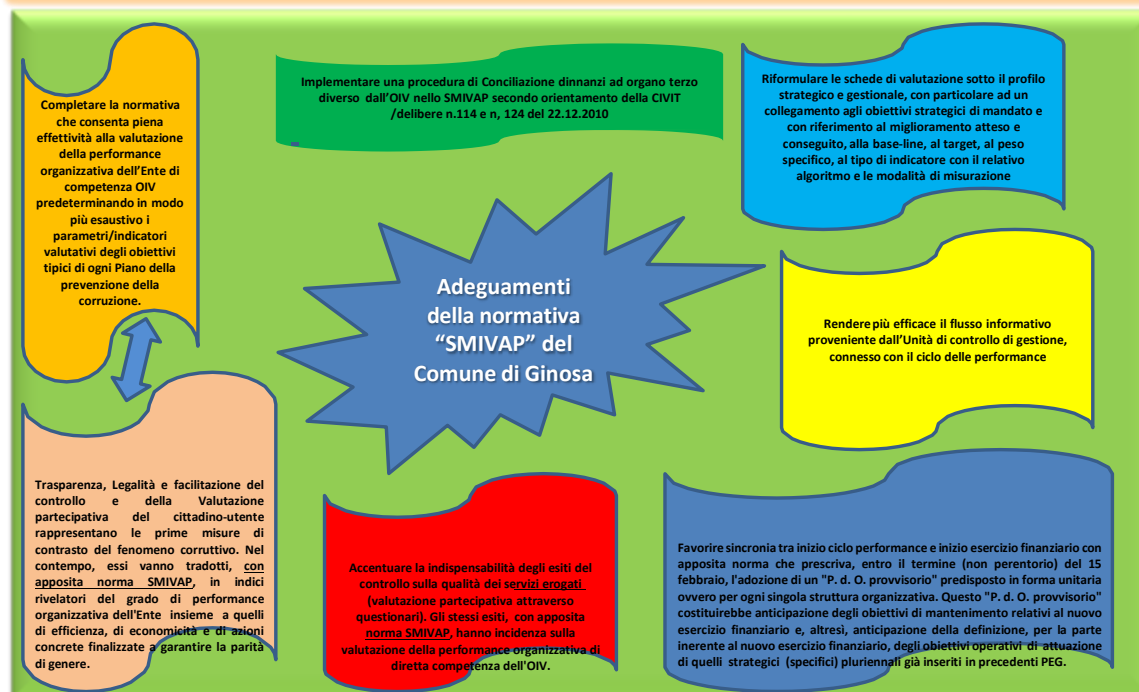 Completare la normativa
che consenta piena
effettività alla valutazione
della performance
organizzativa dell'Ente di
competenza OIV
predeterminando in modo
più esaustivo i
parametri/indicatori
valutativi degli obiettivi
tipici di ogni Piano della
prevenzione della
corruzione.
Implementare una procedura di Conciliazione dinnanzi ad organo terzo
diverso dall'OIV nello SMIVAP secondo orientamento della CIVIT
/delibere n.114 e n, 124 del 22.12.2010
Riformulare le schede di valutazione sotto il profilo
strategico e gestionale, con particolare ad un
collegamento agli obiettivi strategici di mandato e
con riferimento al miglioramento atteso e
conseguito, alla base-line, al target, al peso
specifico, al tipo di indicatore con il relativo
algoritmo e le modalità di misurazione
Adeguamenti
della normativa
"SMIVAP" del
Comune di Ginosa
Rendere più efficace il flusso informativo
proveniente dall'Unità di controllo di gestione,
connesso con il ciclo delle performance
Trasparenza, Legalità e facilitazione del
controllo e della Valutazione
partecipativa del cittadino-utente
rappresentano le prime misure di
contrasto del fenomeno corruttivo. Nel
contempo, essi vanno tradotti, con
apposita norma SMIVAP, in indici
rivelatori del grado di performance
organizzativa dell'Ente insieme a quelli
di efficienza, di economicità e di azioni
concrete finalizzate a garantire la parità
di genere.
Accentuare la indispensabilità degli esiti del
controllo sulla qualità dei servizi erogati
(valutazione partecipativa attraverso
questionari). Gli stessi esiti, con apposita
norma SMIVAP, hanno incidenza sulla
valutazione della performance organizzativa di
diretta competenza dell'OIV.
Favorire sincronia tra inizio ciclo performance e inizio esercizio finanziario con
apposita norma che prescriva, entro il termine (non perentorio) del 15
febbraio, l'adozione di un "P. d. O. provvisorio" predisposto in forma unitaria
ovvero per ogni singola struttura organizzativa. Questo "P. d. O. provvisorio"
costituirebbe anticipazione degli obiettivi di mantenimento relativi al nuovo
esercizio finanziario e, altresì, anticipazione della definizione, per la parte
inerente al nuovo esercizio finanziario, degli obiettivi operativi di attuazione
di quelli strategici (specifici) pluriennali già inseriti in precedenti PEG.